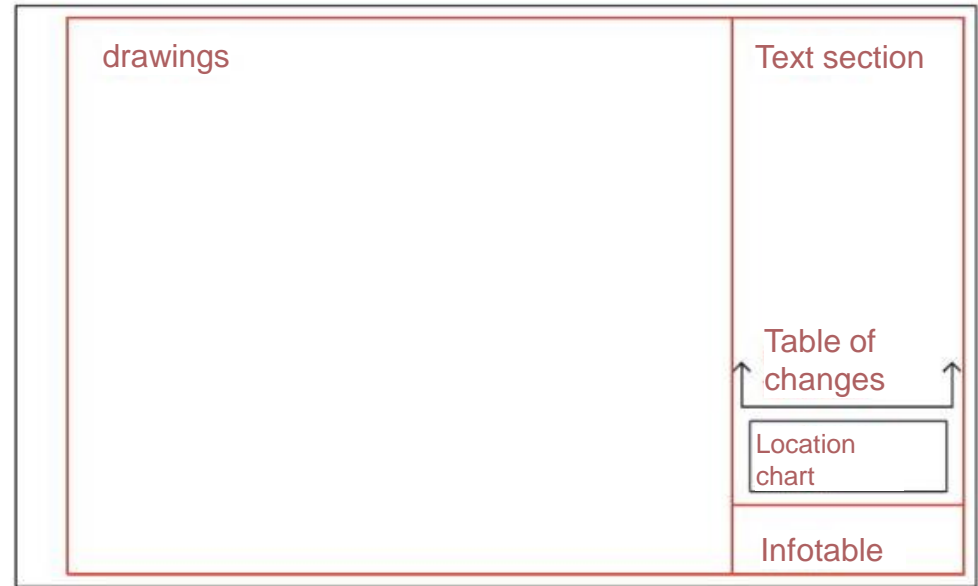 drawings
Text section
Table of
changes
Location
chart
Infotable